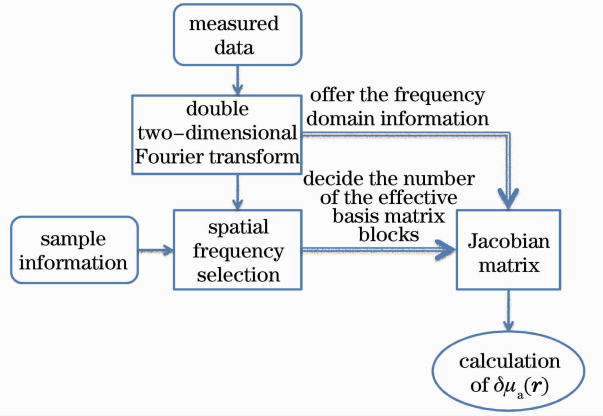 measured
data
double
two-dimensional
Fourier transform
offer the frequency
domain information
decide the number
of the effective
basis matrix
blocks
sample
information
spatial
frequency
selection
Jacobian
matrix
calculation
of δμₐ(r)